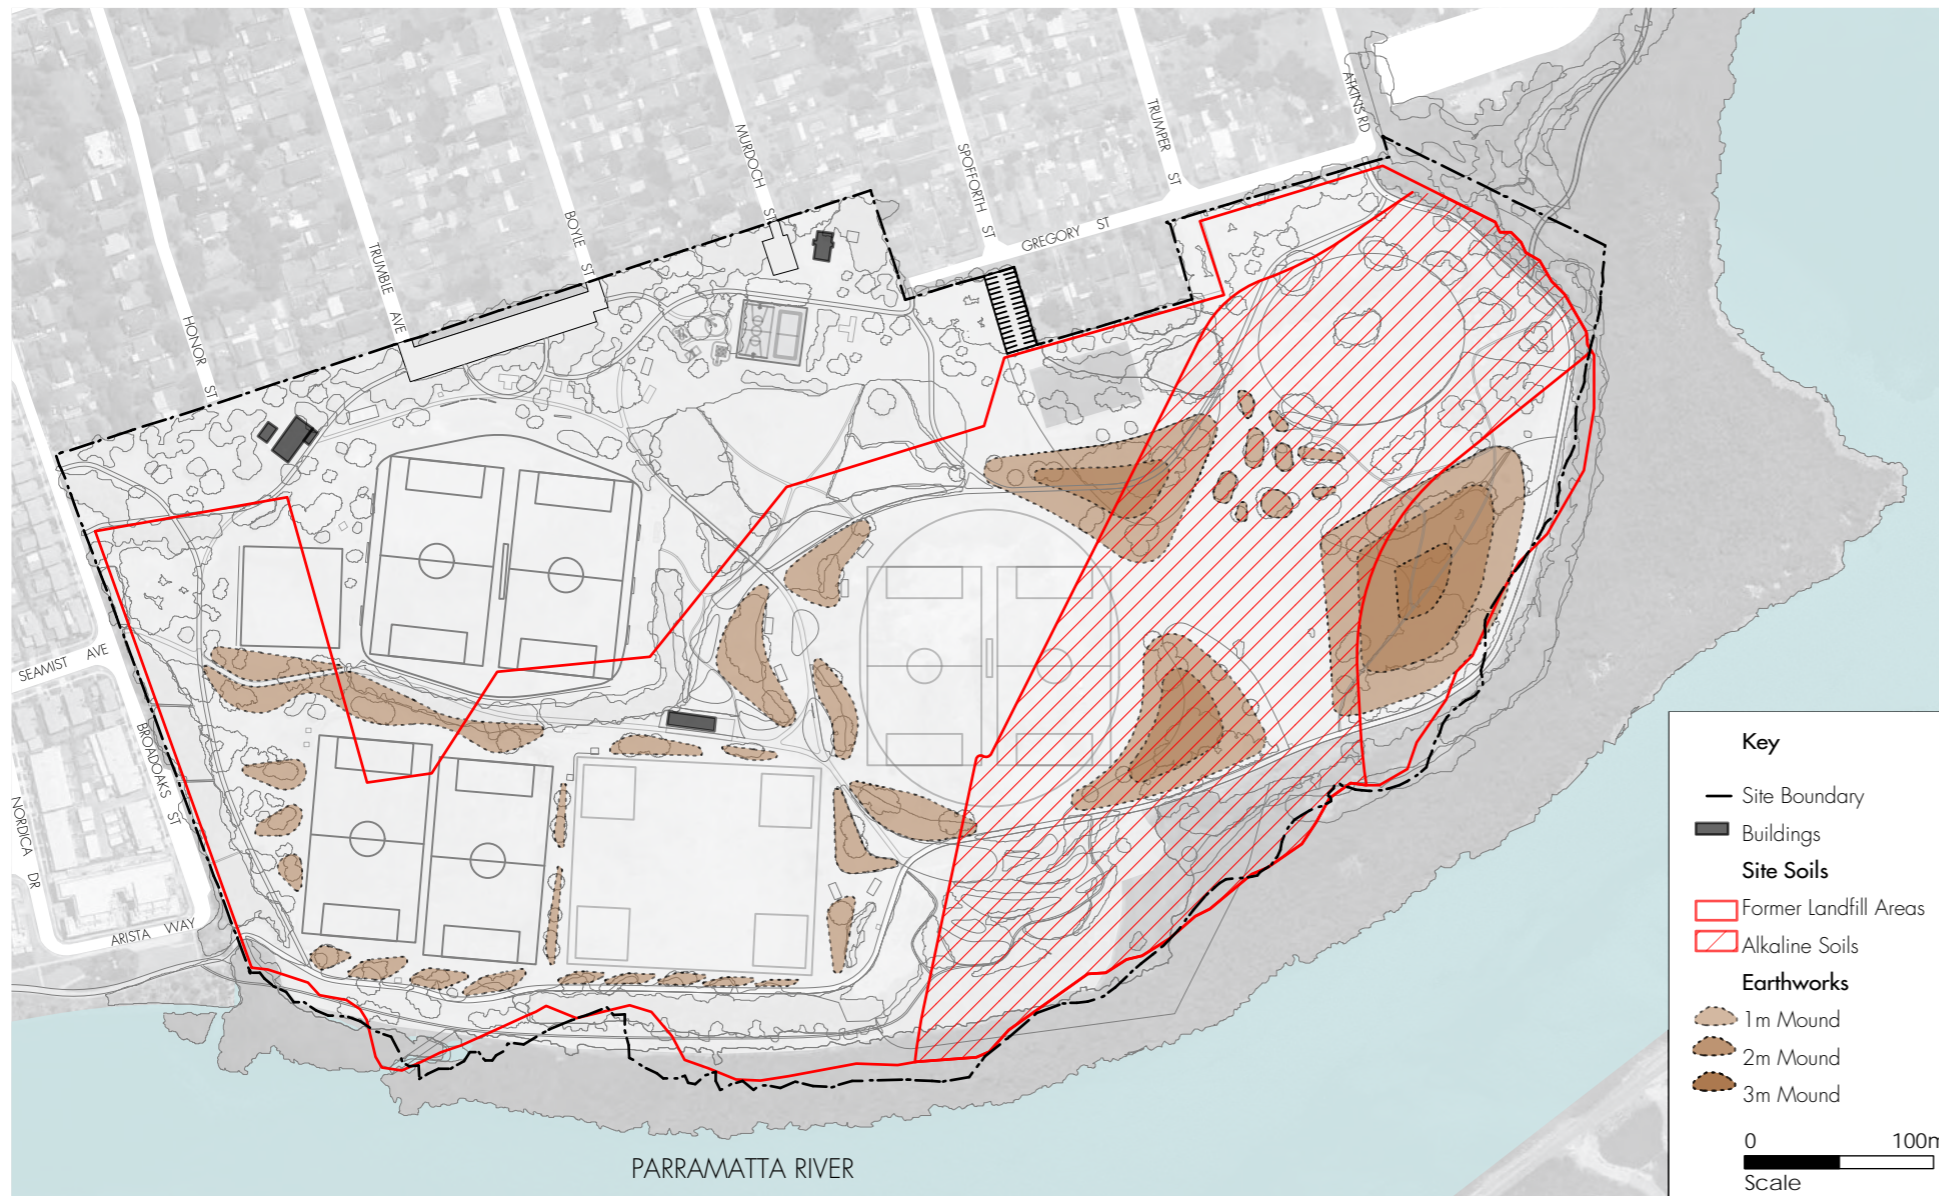 ATKINS RD
TRUMPER ST
SPOFFORTH ST
MURDOCH ST
GREGORY ST
BOYLE ST
TRUMBLE AVE
HONOR ST
SEAMIST AVE
BROADOAKS ST
NORDICA DR
ARISTA WAY
PARRAMATTA RIVER
Key
Site Boundary
Buildings
Site Soils
Former Landfill Areas
Alkaline Soils
Earthworks
1m Mound
2m Mound
3m Mound
0 100m
Scale